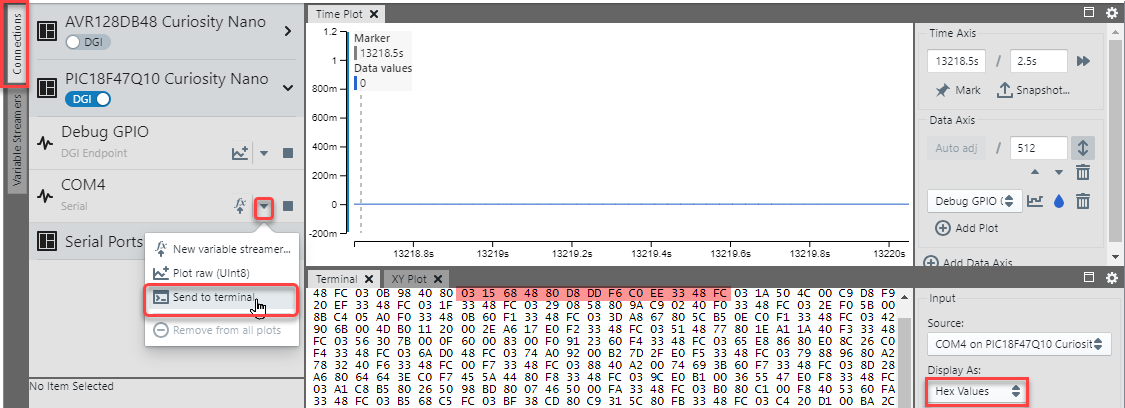 Connections
Variable Streamers
AVR128DB48 Curiosity Nano
DGI
PIC18F47Q10 Curiosity Nano
DGI
Debug GPIO
DGI Endpoint
COM4
Serial
Serial Ports
New variable streamer...
Plot raw (UInt8)
Send to terminal
Remove from all plots
No Item Selected
Time Plot
1.2
1
800m
600m
400m
200m
0
-200m
Marker
13218.5s
Data values
0
13218.8s
13219s
13219.2s
13219.4s
13219.6s
13219.8s
13220s
Time Axis
13218.5s / 2.5s
Mark
Snapshot...
Data Axis
Auto adj / 512
Debug GPIO (
Add Plot
Add Data Axis
Terminal
XY Plot
48 FC 03 0B 98 40 80 03 15 68 48 80 D8 DD F6 C0 EE 33 48 FC 03 1A 50 4C 00 C9 D8 F9
20 EF 33 48 FC 03 1F 33 48 FC 03 29 08 58 80 9A C9 02 40 F0 33 48 FC 03 2E F0 5B 00
8B C4 05 A0 F0 33 48 0B 60 F1 33 48 FC 03 3D A8 67 80 5C B5 0E C0 F1 33 48 FC 03 42
90 6B 00 4D B0 11 20 00 2E A6 17 E0 F2 33 48 FC 03 51 48 77 80 1E A1 1A 40 F3 33 48
FC 03 56 30 7B 00 0F 60 00 83 00 F0 91 23 60 F4 33 48 FC 03 65 E8 86 80 E0 8C 26 C0
F4 33 48 FC 03 6A D0 48 FC 03 74 A0 92 00 B2 7D 2F E0 F5 33 48 FC 03 79 88 96 80 A2
78 32 40 F6 33 48 FC F7 33 48 FC 03 88 40 A2 00 74 69 3B 60 F7 33 48 FC 03 8D 28
A6 80 64 64 3E C0 F7 45 5A 44 80 F8 33 48 FC 03 9C E0 B1 00 36 55 47 E0 F8 33 48 FC
03 A1 C8 B5 80 26 50 98 BD 80 07 46 50 00 FA 33 48 FC 03 B0 80 C1 00 F8 40 53 60 FA
33 48 FC 03 B5 68 C5 FC 03 BF 38 CD 80 C9 31 5C 80 FB 33 48 FC 03 C4 20 D1 00 BA 2C
Input
Source:
COM4 on PIC18F47Q10 Curiosit
Display As:
Hex Values